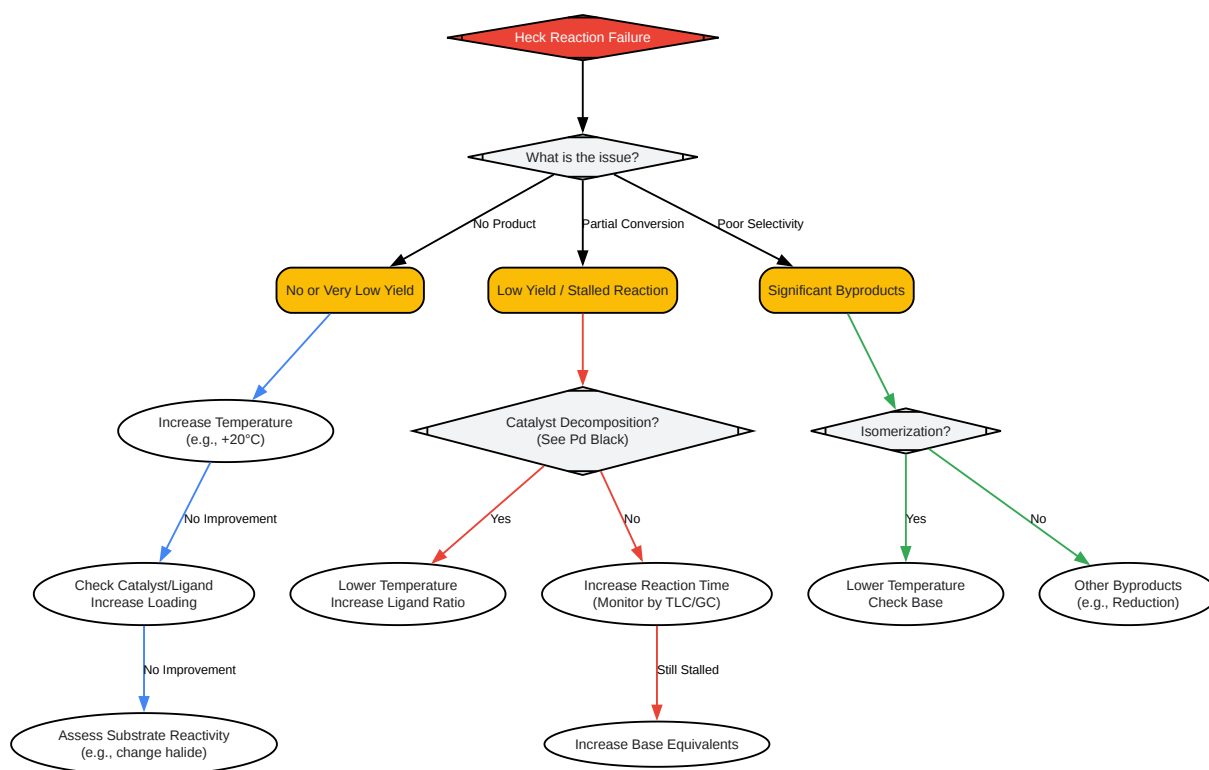 Heck Reaction Failure
What is the issue?
No Product
Partial Conversion
Poor Selectivity
No or Very Low Yield
Low Yield / Stalled Reaction
Significant Byproducts
Increase Temperature
(e.g., +20°C)
Catalyst Decomposition?
(See Pd Black)
Isomerization?
No Improvement
Yes
No
Yes
No
Check Catalyst/Ligand
Increase Loading
Lower Temperature
Increase Ligand Ratio
Increase Reaction Time
(Monitor by TLC/GC)
Lower Temperature
Check Base
Other Byproducts
(e.g., Reduction)
No Improvement
Still Stalled
Assess Substrate Reactivity
(e.g., change halide)
Increase Base Equivalents